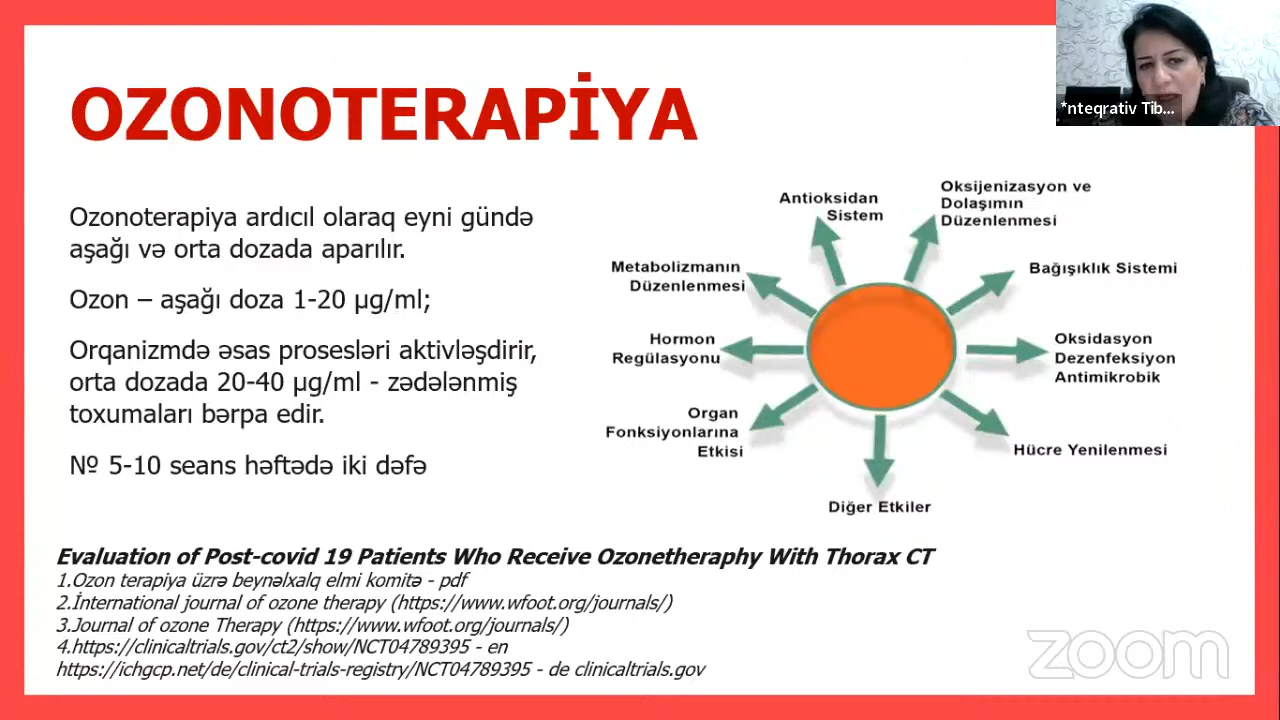 OZONOTERAPİYA
*nteqrativ Tib...
Ozonoterapiya ardıcıl olaraq eyni gündə
aşağı və orta dozada aparılır.
Ozon – aşağı doza 1-20 µg/ml;
Orqanizmdə əsas prosesləri aktivləşdirir,
orta dozada 20-40 µg/ml - zədələnmiş
toxumaları bərpa edir.
№ 5-10 seans həftədə iki dəfə
Antioksidan
Sistem
Oksijenizasyon ve
Dolaşımın
Düzenlenmesi
Metabolizmanın
Düzenlenmesi
Bağışıklık Sistemi
Hormon
Regülasyonu
Oksidasyon
Dezenfeksiyon
Antimikrobik
Organ
Fonksiyonlarına
Etkisi
Hücre Yenilenmesi
Diğer Etkiler
Evaluation of Post-covid 19 Patients Who Receive Ozonetheraphy With Thorax CT
1.Ozon terapiya üzrə beynəlxalq elmi komitə - pdf
2.İnternational journal of ozone therapy (https://www.wfoot.org/journals/)
3.Journal of ozone Therapy (https://www.wfoot.org/journals/)
4.https://clinicaltrials.gov/ct2/show/NCT04789395 - en
https://ichgcp.net/de/clinical-trials-registry/NCT04789395 - de clinicaltrials.gov
zoom